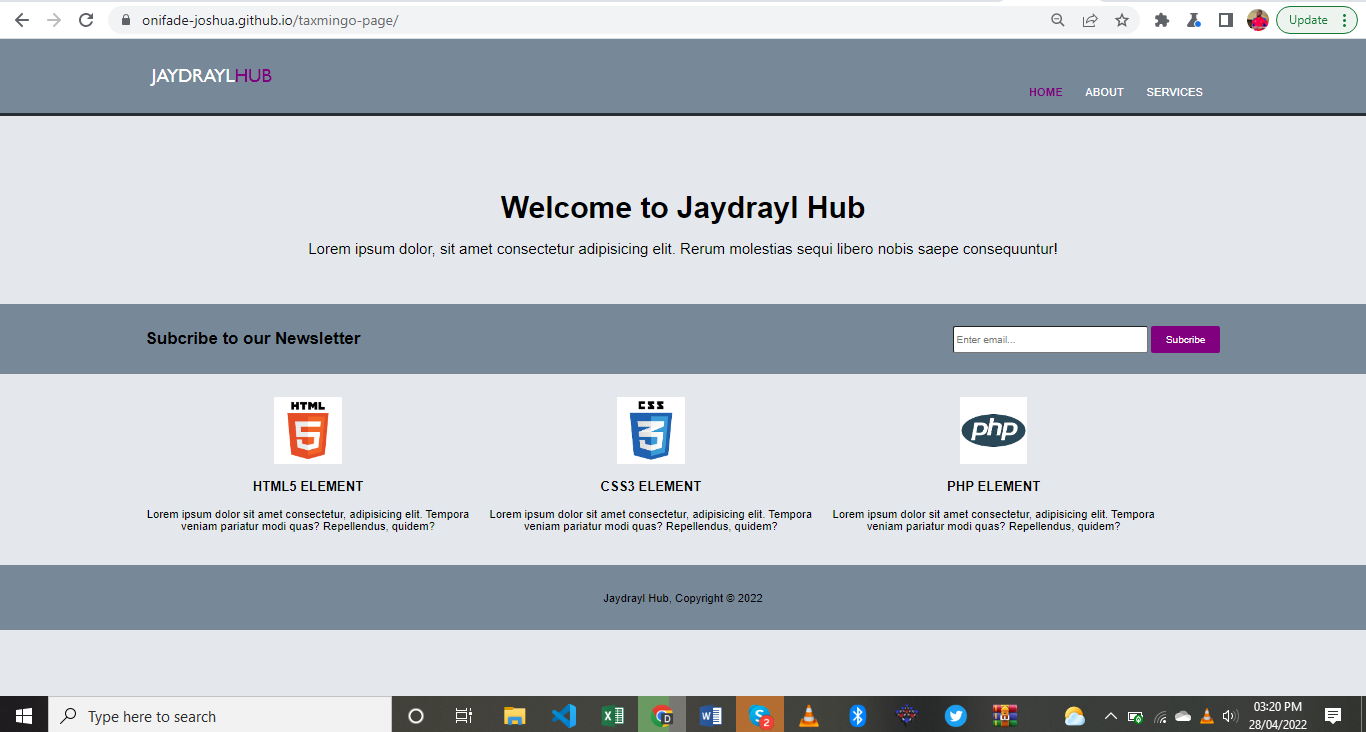 onifade-joshua.github.io/taxmingo-page/
Update
JAYDRAYLHUB
HOME ABOUT SERVICES
Welcome to Jaydrayl Hub
Lorem ipsum dolor, sit amet consectetur adipisicing elit. Rerum molestias sequi libero nobis saepe consequuntur!
Subcribe to our Newsletter
Enter email...
Subcribe
HTML
5
CSS
3
php
HTML5 ELEMENT
Lorem ipsum dolor sit amet consectetur, adipisicing elit. Tempora
veniam pariatur modi quas? Repellendus, quidem?
CSS3 ELEMENT
Lorem ipsum dolor sit amet consectetur, adipisicing elit. Tempora
veniam pariatur modi quas? Repellendus, quidem?
PHP ELEMENT
Lorem ipsum dolor sit amet consectetur, adipisicing elit. Tempora
veniam pariatur modi quas? Repellendus, quidem?
Jaydrayl Hub, Copyright © 2022
Type here to search
2
03:20 PM
28/04/2022